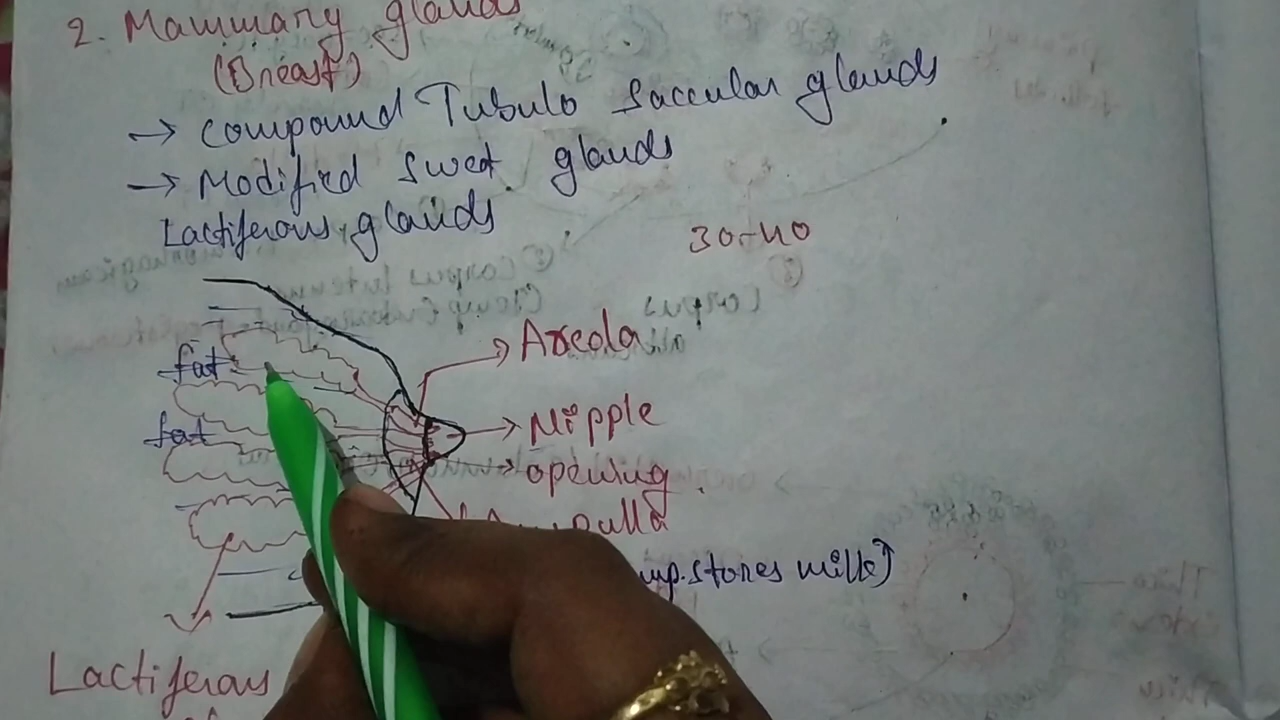 2. Mammary glands
(Breast)
→ Compound Tubulo Saccular glands
→ Modified Swet glands
Lactiferous glands
30-40
fat
fat
Areola
Nipple
opening
stores milk)
Lactiferous